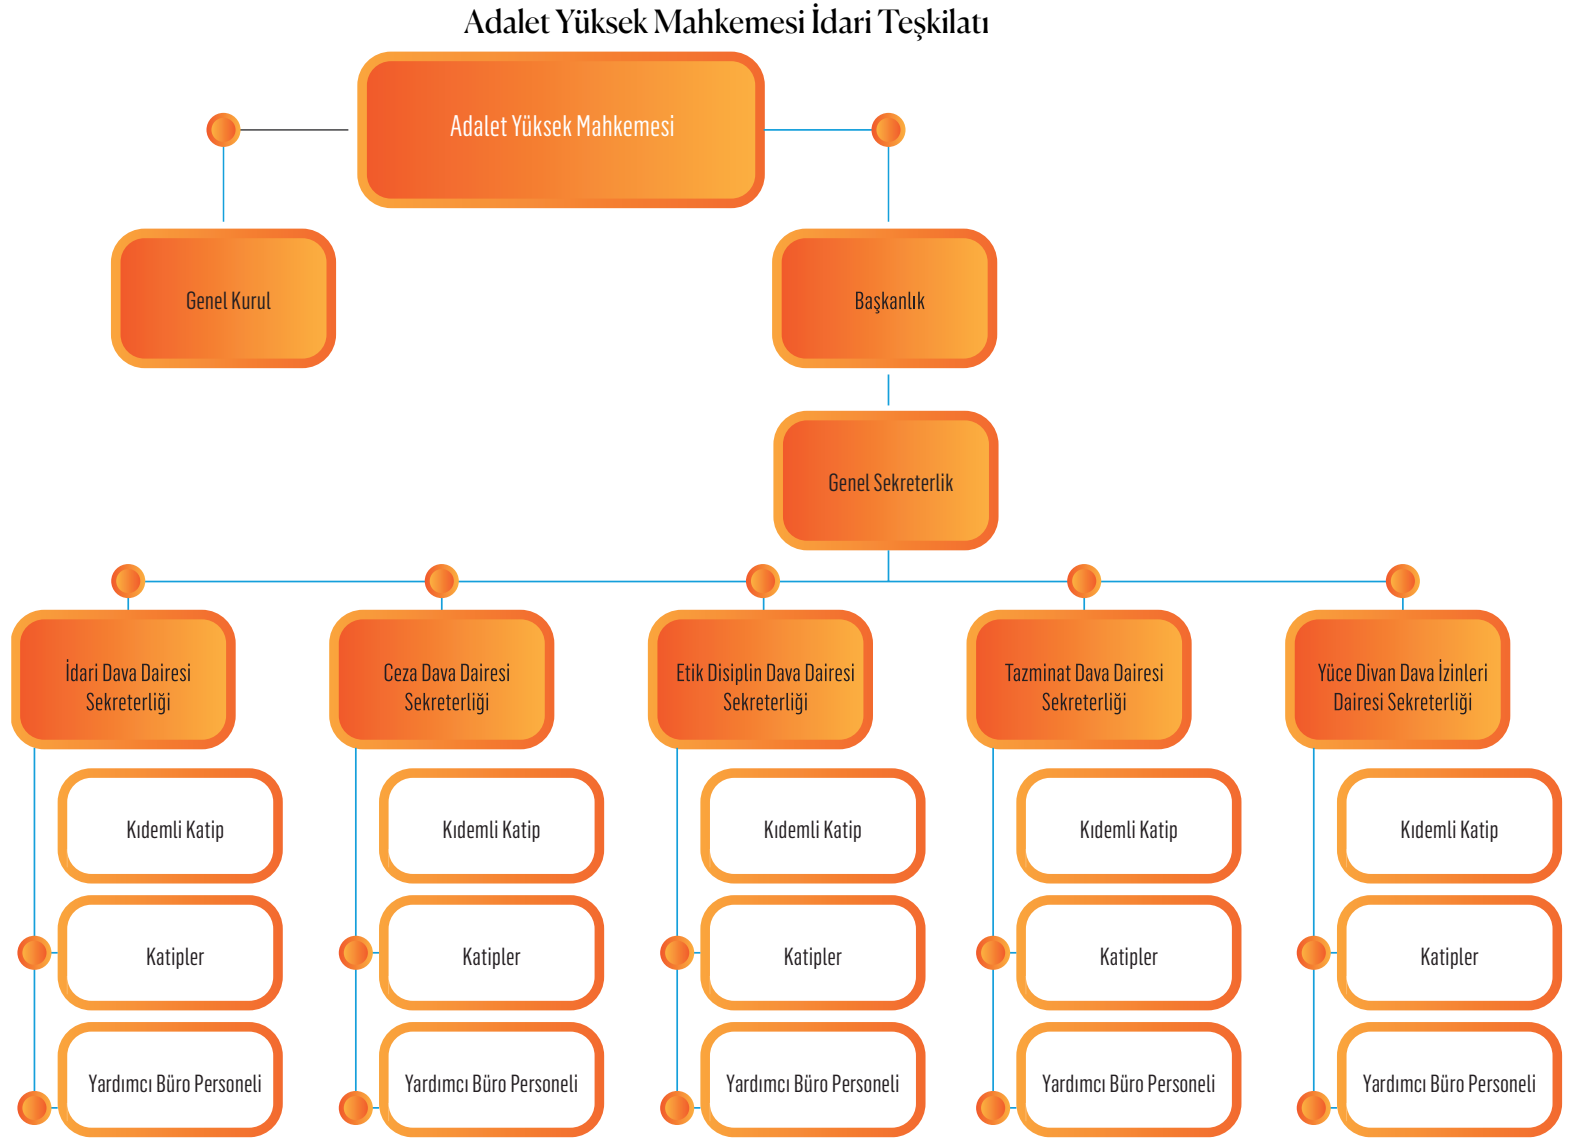 Adalet Yüksek Mahkemesi İdari Teşkilatı
Adalet Yüksek Mahkemesi
Genel Kurul
Başkanlık
Genel Sekreterlik
İdari Dava Dairesi
Sekreterliği
Ceza Dava Dairesi
Sekreterliği
Etik Disiplin Dava Dairesi
Sekreterliği
Tazminat Dava Dairesi
Sekreterliği
Yüce Divan Dava İzinleri
Dairesi Sekreterliği
Kıdemli Katip
Kıdemli Katip
Kıdemli Katip
Kıdemli Katip
Kıdemli Katip
Katipler
Katipler
Katipler
Katipler
Katipler
Yardımcı Büro Personeli
Yardımcı Büro Personeli
Yardımcı Büro Personeli
Yardımcı Büro Personeli
Yardımcı Büro Personeli